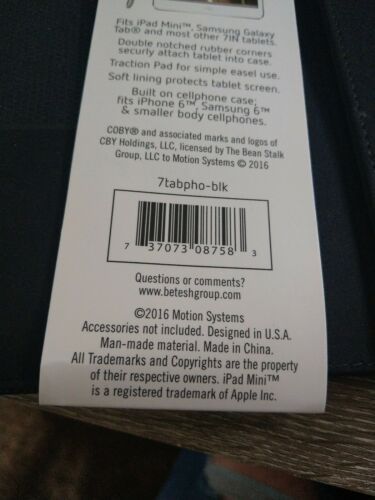 Fits iPad Mini™, Samsung Galaxy
Tab® and most other 7IN tablets.
Double notched rubber corners
securly attach tablet into case.
Traction Pad for simple easel use.
Soft lining protects tablet screen.
Built on cellphone case;
fits iPhone 6™, Samsung 6™
& smaller body cellphones.
COBY® and associated marks and logos of
CBY Holdings, LLC, licensed by The Bean Stalk
Group, LLC to Motion Systems © 2016
7tabpho-blk
7 37073 08758 3
Questions or comments?
www.beteshgroup.com
©2016 Motion Systems
Accessories not included. Designed in U.S.A.
Man-made material. Made in China.
All Trademarks and Copyrights are the property
of their respective owners. iPad Mini™
is a registered trademark of Apple Inc.